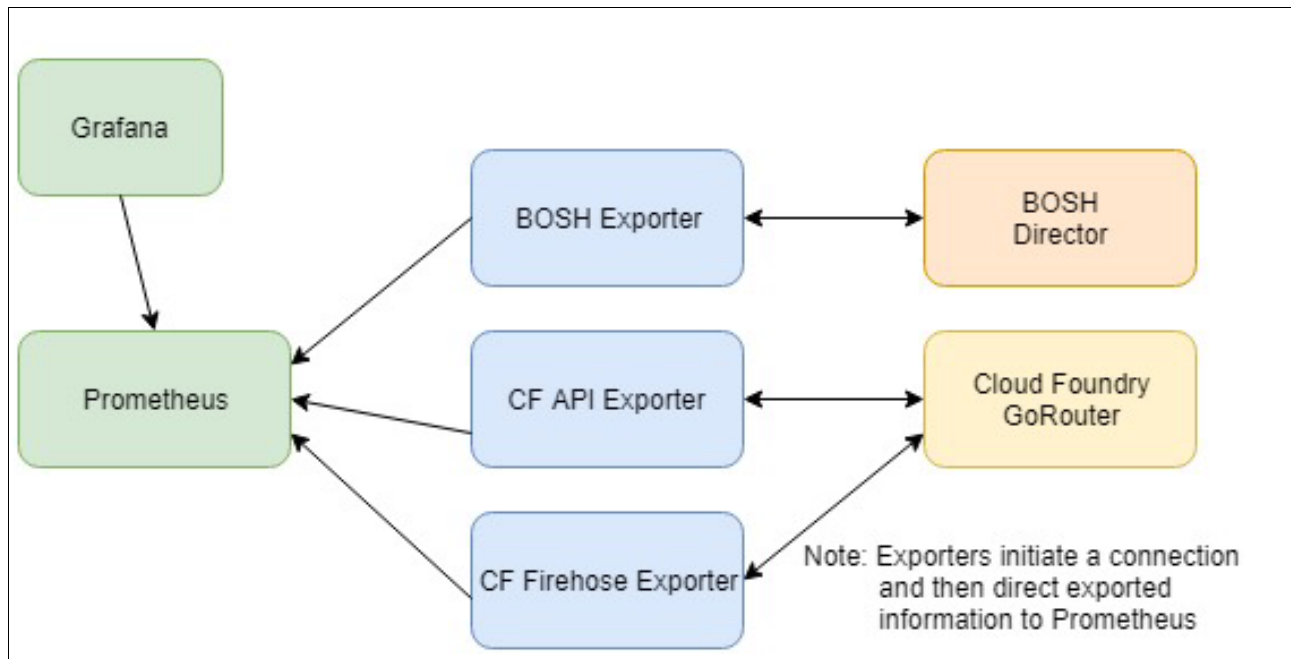 Grafana
BOSH Exporter
BOSH
Director
Prometheus
CF API Exporter
Cloud Foundry
GoRouter
CF Firehose Exporter
Note: Exporters initiate a connection
and then direct exported
information to Prometheus